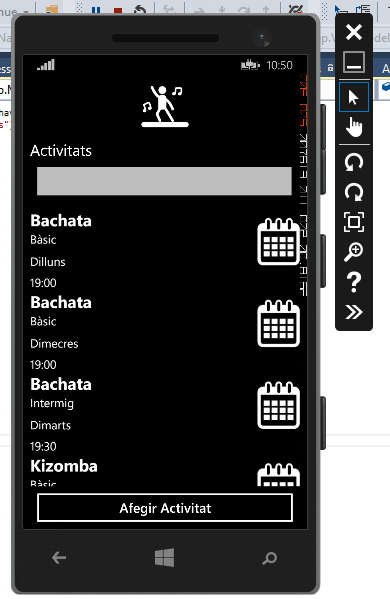 10:50
Activitats
Bachata
Bàsic
Dilluns
19:00
Bachata
Bàsic
Dimecres
19:00
Bachata
Intermig
Dimarts
19:30
Kizomba
Bàsic
Afegir Activitat